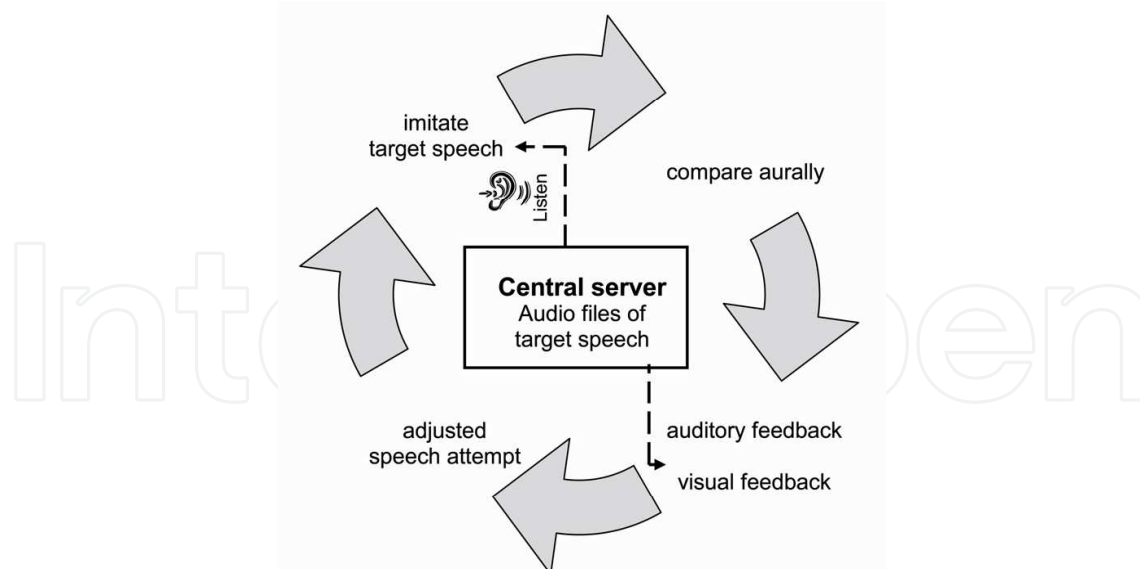 imitate
target speech
Listen
compare aurally
Central server
Audio files of
target speech
adjusted
speech attempt
auditory feedback
visual feedback